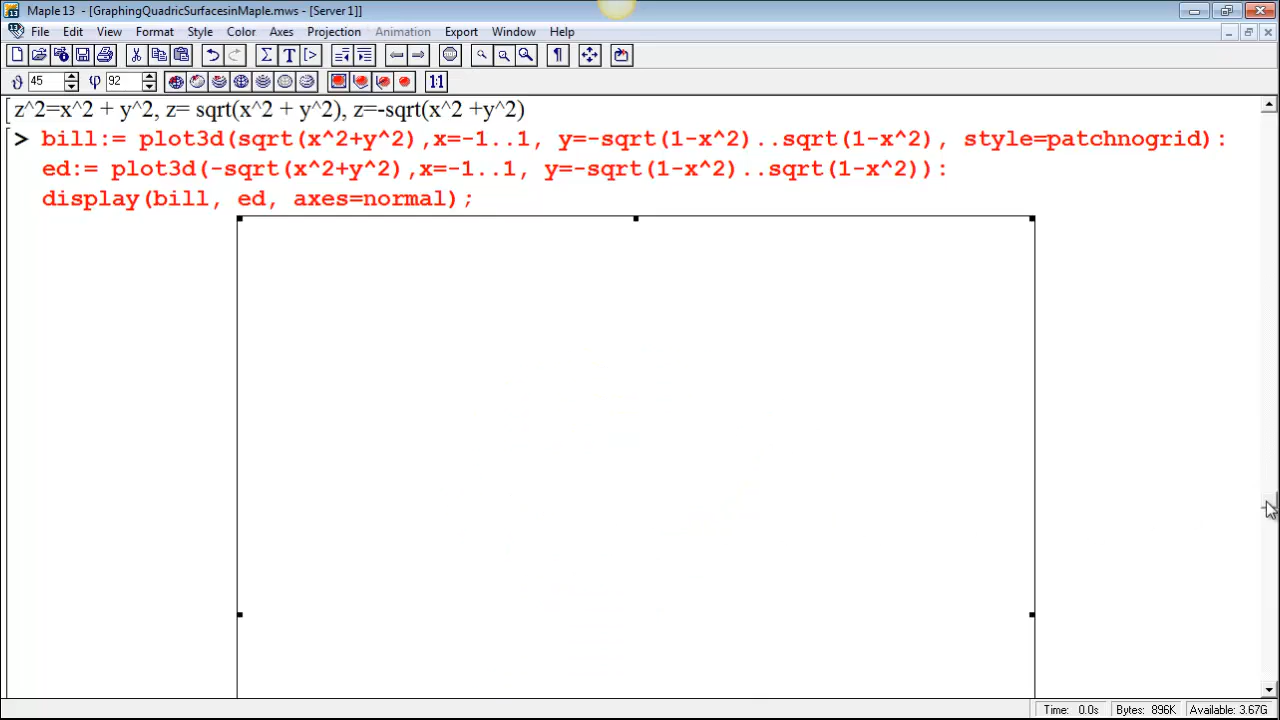 Maple 13 - [GraphingQuadricSurfacesinMaple.mws - [Server 1]]
File Edit View Format Style Color Axes Projection Animation Export Window Help
ϑ 45 φ 92 1:1
z^2=x^2 + y^2, z= sqrt(x^2 + y^2), z=-sqrt(x^2 +y^2)
> bill:= plot3d(sqrt(x^2+y^2),x=-1..1, y=-sqrt(1-x^2)..sqrt(1-x^2), style=patchnogrid):
ed:= plot3d(-sqrt(x^2+y^2),x=-1..1, y=-sqrt(1-x^2)..sqrt(1-x^2)):
display(bill, ed, axes=normal);
Time: 0.0s Bytes: 896K Available: 3.67G